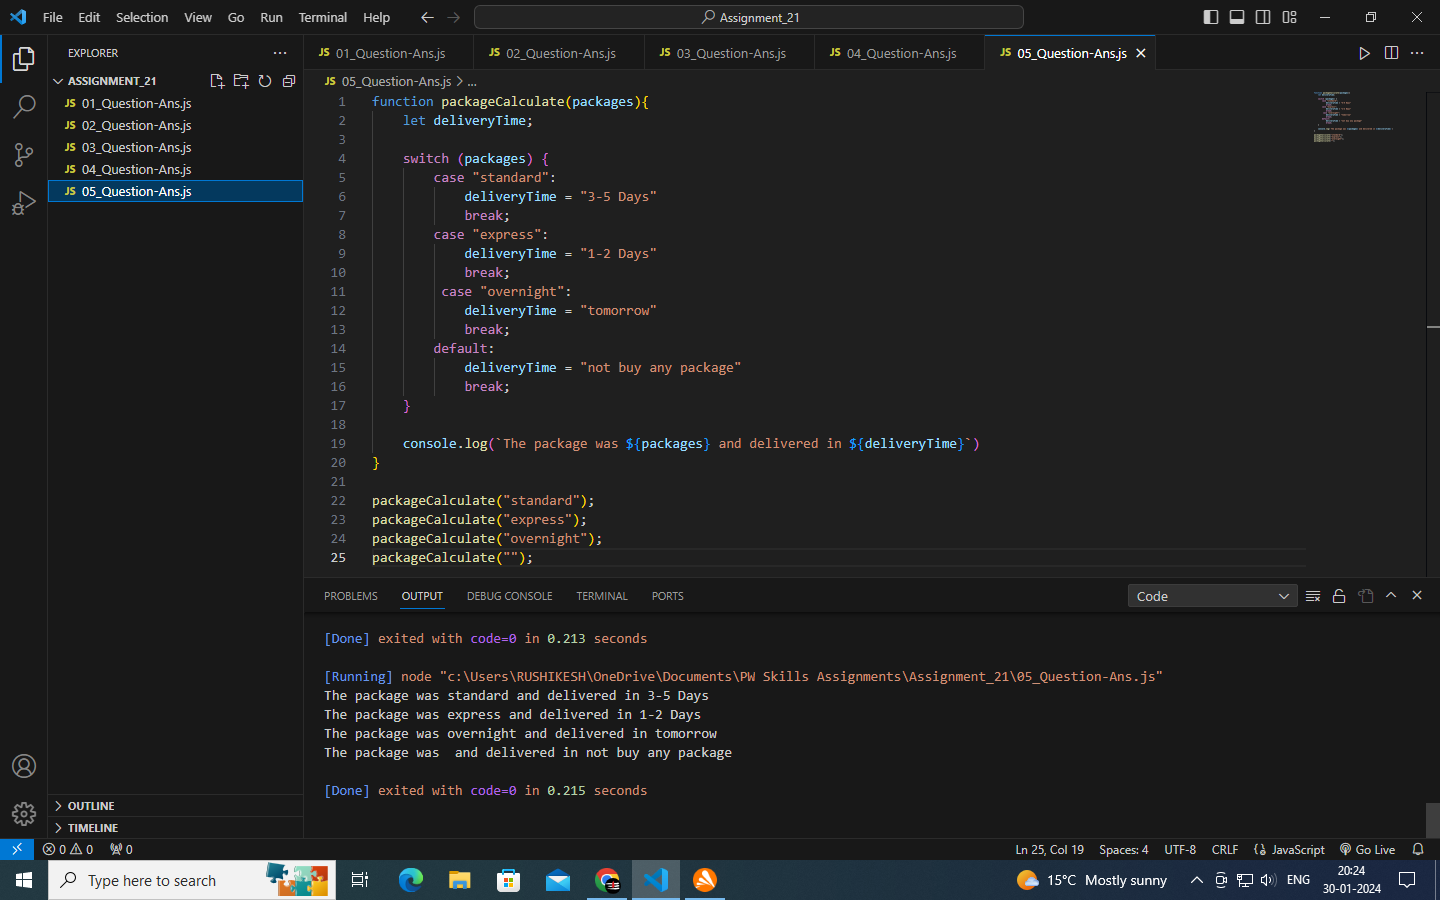 File Edit Selection View Go Run Terminal Help
Assignment_21
EXPLORER
ASSIGNMENT_21
JS 01_Question-Ans.js
JS 02_Question-Ans.js
JS 03_Question-Ans.js
JS 04_Question-Ans.js
JS 05_Question-Ans.js
OUTLINE
TIMELINE
JS 01_Question-Ans.js JS 02_Question-Ans.js JS 03_Question-Ans.js JS 04_Question-Ans.js JS 05_Question-Ans.js
JS 05_Question-Ans.js > ...
1 function packageCalculate(packages){
2 let deliveryTime;
3
4 switch (packages) {
5 case "standard":
6 deliveryTime = "3-5 Days"
7 break;
8 case "express":
9 deliveryTime = "1-2 Days"
10 break;
11 case "overnight":
12 deliveryTime = "tomorrow"
13 break;
14 default:
15 deliveryTime = "not buy any package"
16 break;
17 }
18
19 console.log(`The package was ${packages} and delivered in ${deliveryTime}`)
20 }
21
22 packageCalculate("standard");
23 packageCalculate("express");
24 packageCalculate("overnight");
25 packageCalculate("");
PROBLEMS OUTPUT DEBUG CONSOLE TERMINAL PORTS
Code
[Done] exited with code=0 in 0.213 seconds
[Running] node "c:\Users\RUSHIKESH\OneDrive\Documents\PW Skills Assignments\Assignment_21\05_Question-Ans.js"
The package was standard and delivered in 3-5 Days
The package was express and delivered in 1-2 Days
The package was overnight and delivered in tomorrow
The package was  and delivered in not buy any package
[Done] exited with code=0 in 0.215 seconds
0 0 0
Ln 25, Col 19 Spaces: 4 UTF-8 CRLF JavaScript Go Live
Type here to search
15°C Mostly sunny
ENG
20:24
30-01-2024